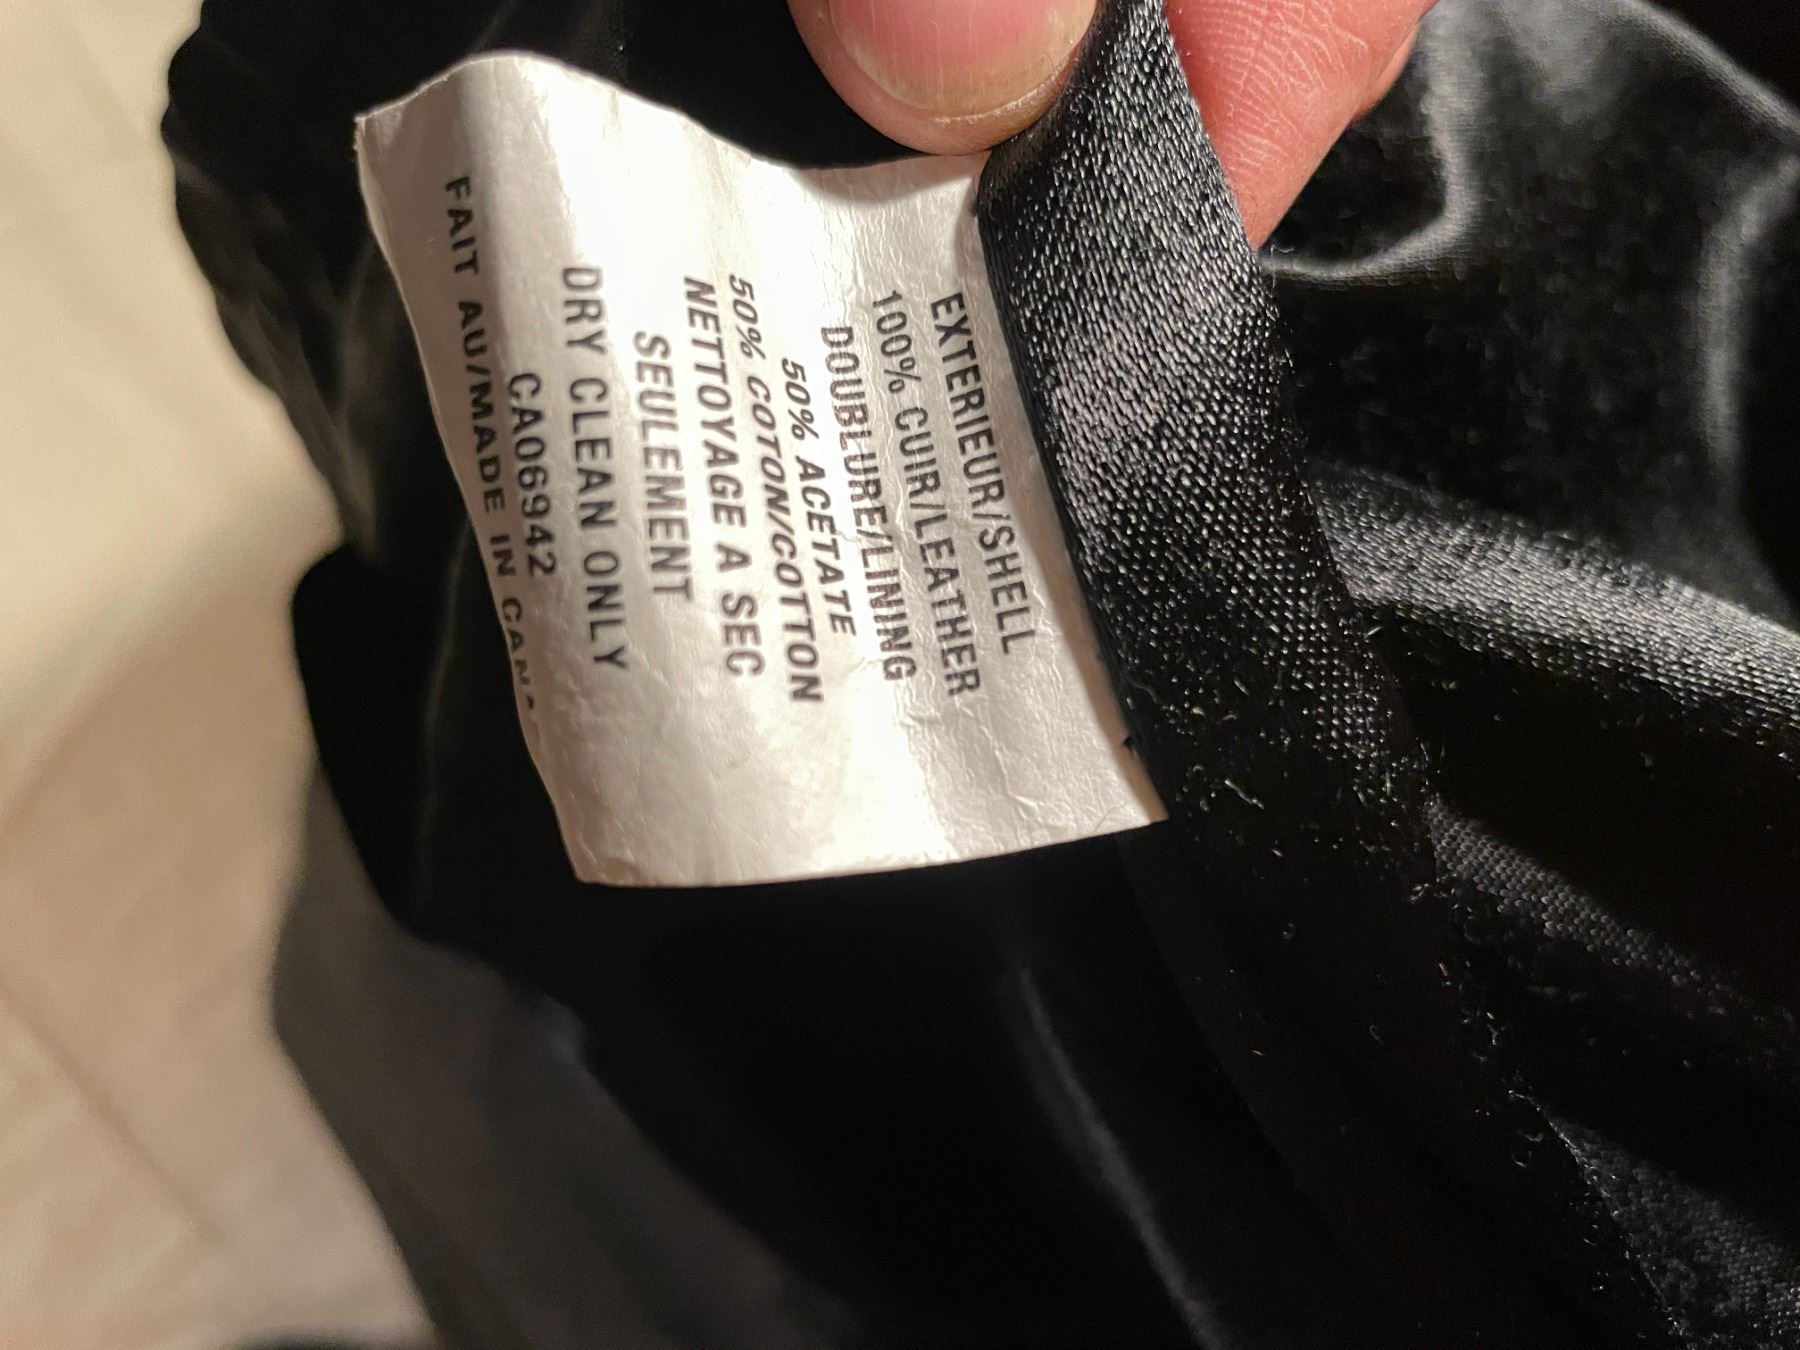 EXTERIEUR/SHELL
100% CUIR/LEATHER
DOUBLURE/LINING
50% ACETATE
50% COTON/COTTON
NETTOYAGE A SEC
SEULEMENT
DRY CLEAN ONLY
CA06942
FAIT AU/MADE IN CANA